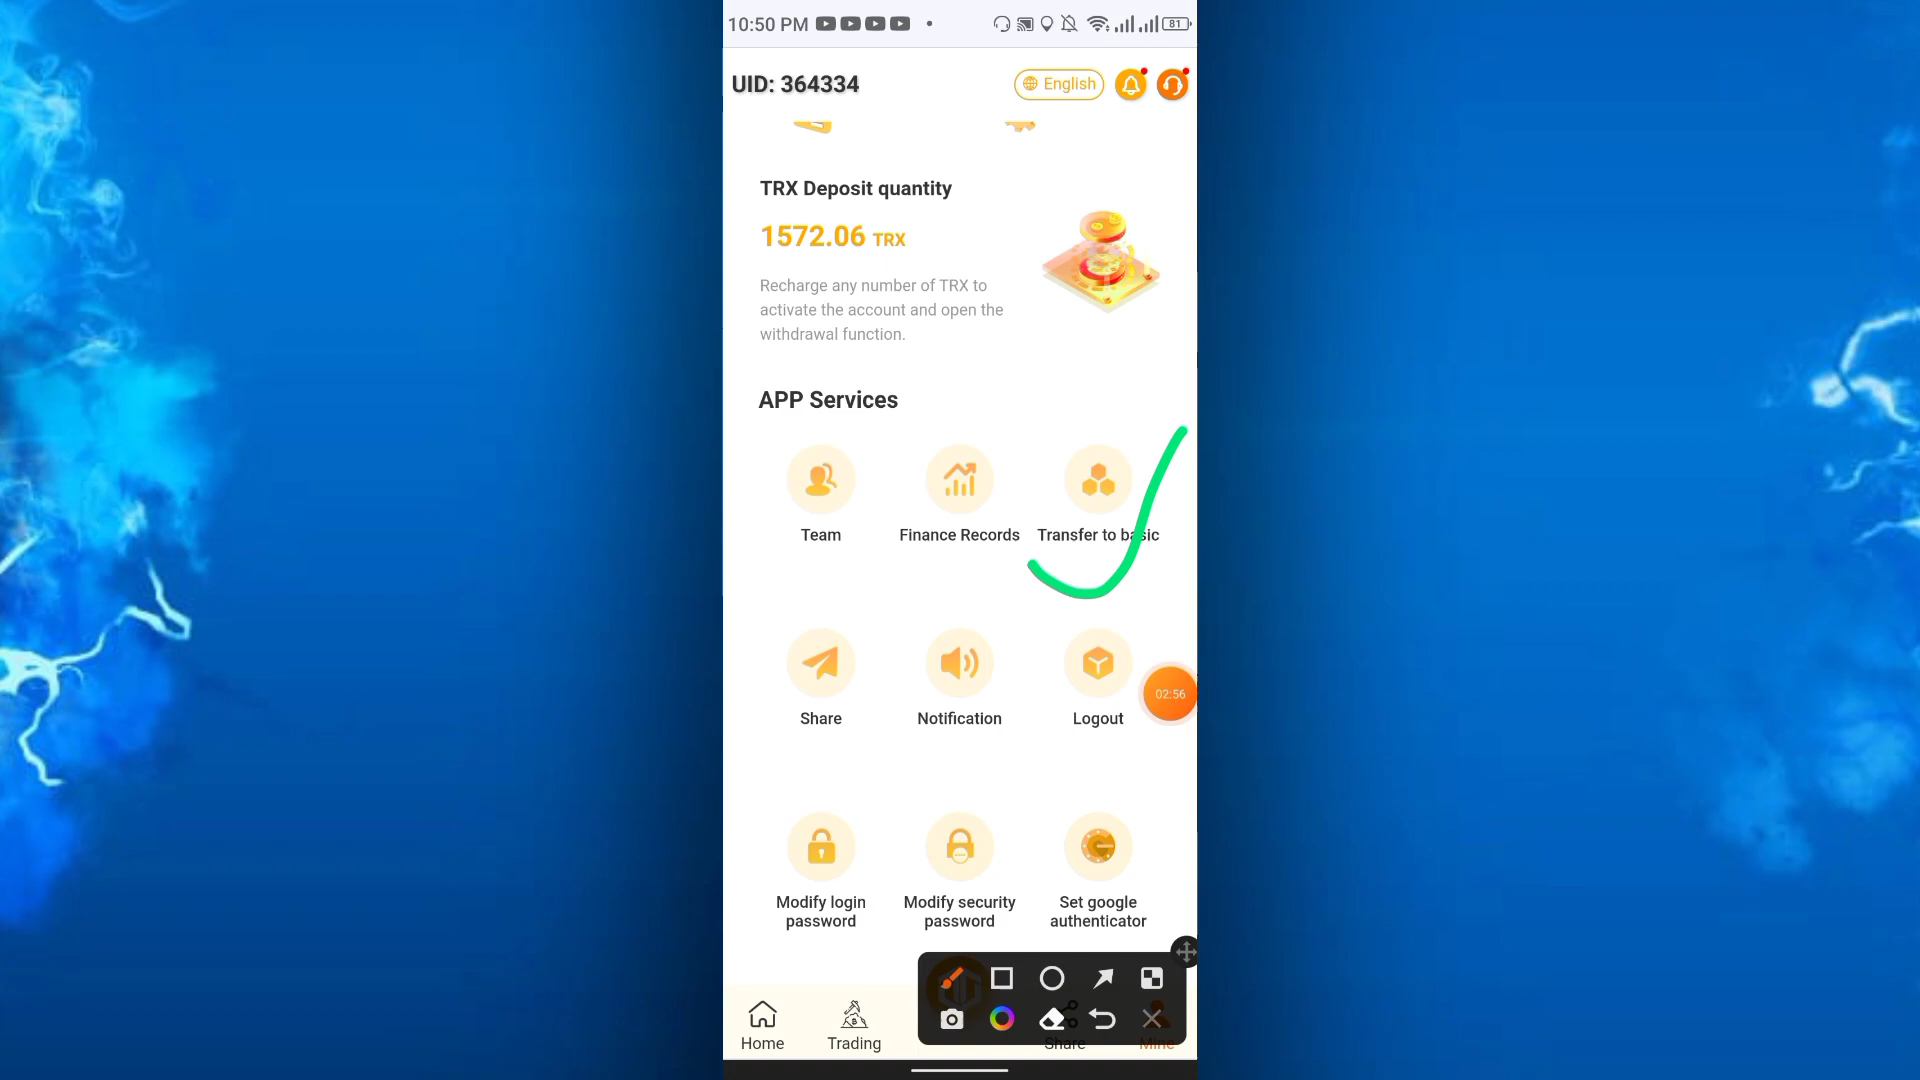 10:50 PM
81
UID: 364334
English
TRX Deposit quantity
1572.06 TRX
Recharge any number of TRX to
activate the account and open the
withdrawal function.
APP Services
Team
Finance Records
Transfer to basic
Share
Notification
Logout
02:56
Modify login
password
Modify security
password
Set google
authenticator
Home
Trading
Share
Mine